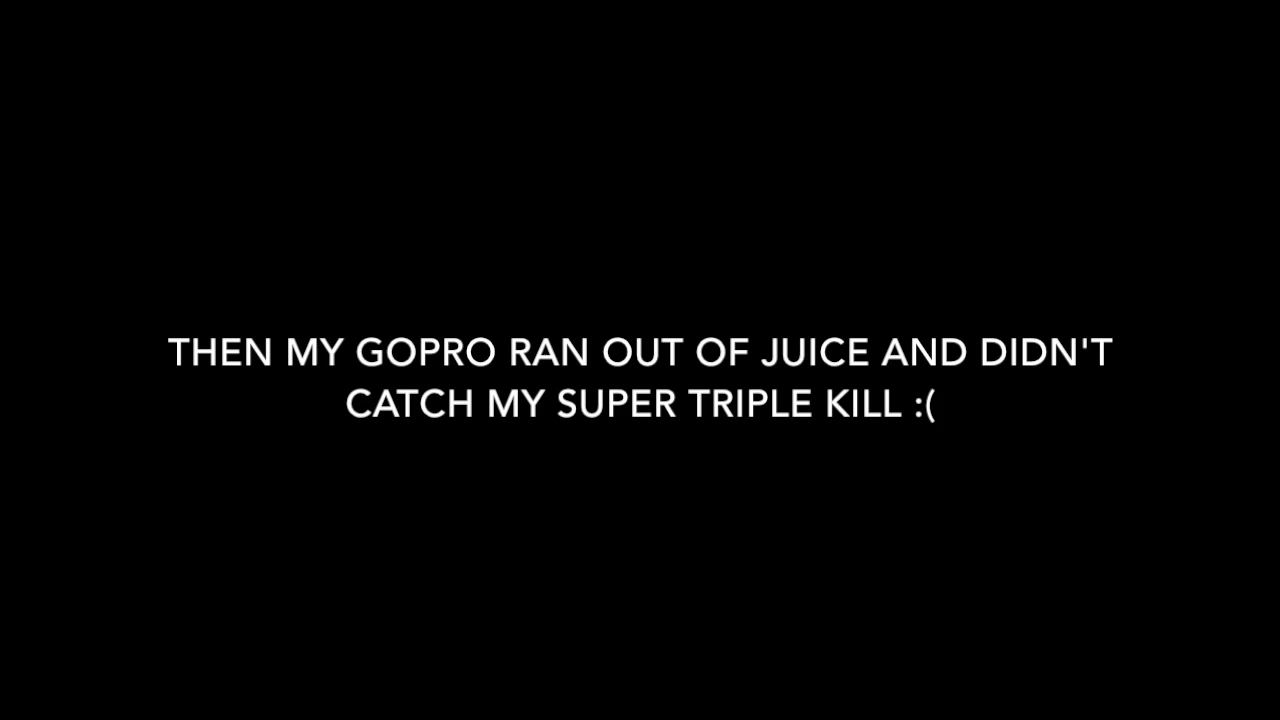 THEN MY GOPRO RAN OUT OF JUICE AND DIDN'T
CATCH MY SUPER TRIPLE KILL :(